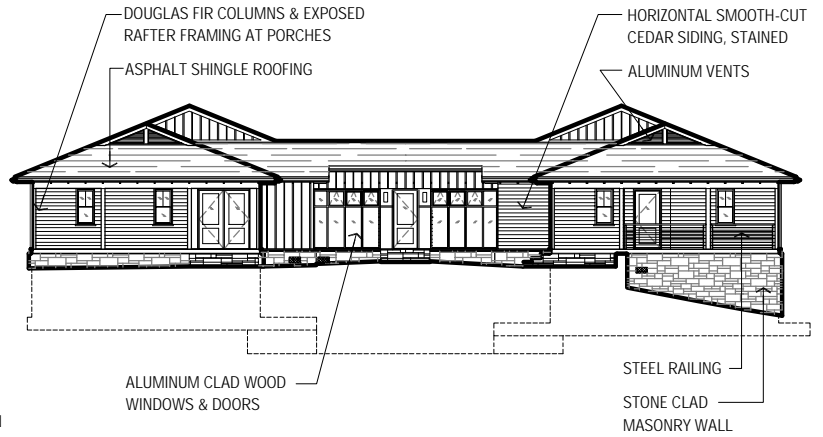 DOUGLAS FIR COLUMNS & EXPOSED
RAFTER FRAMING AT PORCHES
ASPHALT SHINGLE ROOFING
HORIZONTAL SMOOTH-CUT
CEDAR SIDING, STAINED
ALUMINUM VENTS
ALUMINUM CLAD WOOD
WINDOWS & DOORS
STEEL RAILING
STONE CLAD
MASONRY WALL